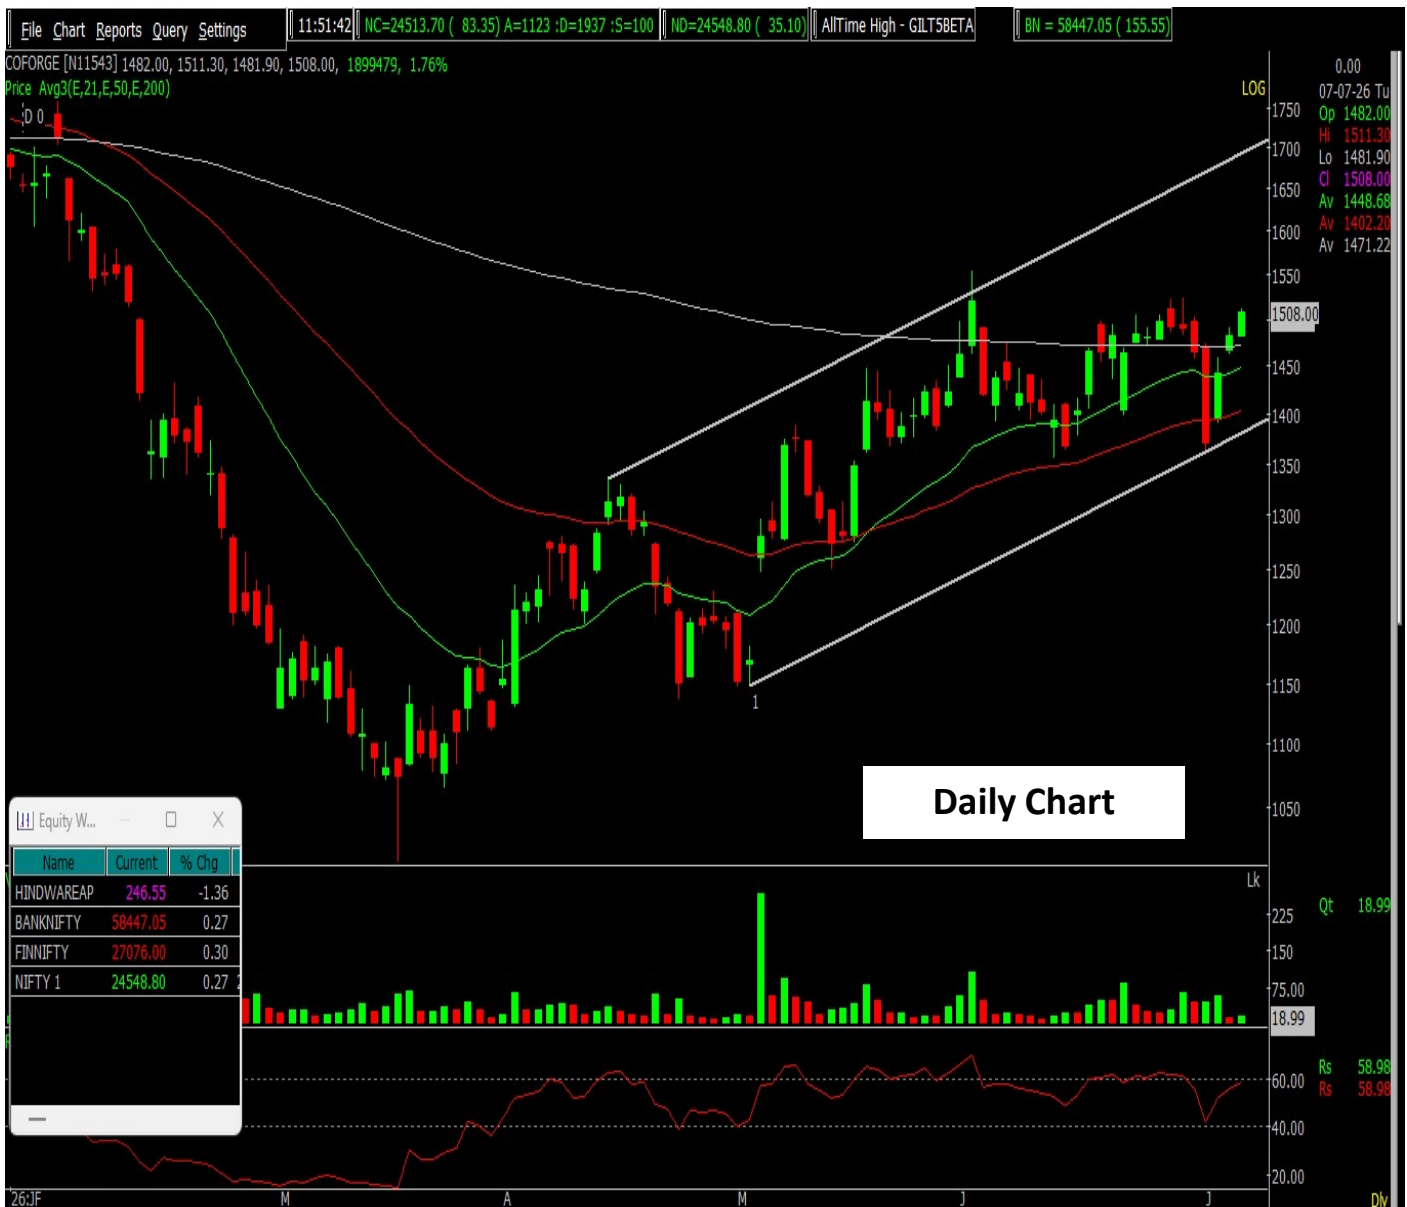 File Chart Reports Query Settings 11:51:42 NC=24513.70 ( 83.35) A=1123 :D=1937 :S=100 ND=24548.80 ( 35.10) AllTime High - GILT5BETA BN = 58447.05 ( 155.55)
COFORGE [N11543] 1482.00, 1511.30, 1481.90, 1508.00, 1899479, 1.76%
Price Avg3(E,21,E,50,E,200)
D 0
LOG
0.00
07-07-26 Tu
Op 1482.00
Hi 1511.30
Lo 1481.90
Cl 1508.00
Av 1448.68
Av 1402.20
Av 1471.22
1750
1700
1650
1600
1550
1508.00
1450
1400
1350
1300
1250
1200
1150
1100
1050
1
Daily Chart
Equity W...
Name Current % Chg
HINDWAREAP 246.55 -1.36
BANKNIFTY 58447.05 0.27
FINNIFTY 27076.00 0.30
NIFTY 1 24548.80 0.27
Lk
225
150
75.00
18.99
Qt 18.99
60.00
40.00
20.00
Rs 58.98
Rs 58.98
26:JF M A M J J
Dly